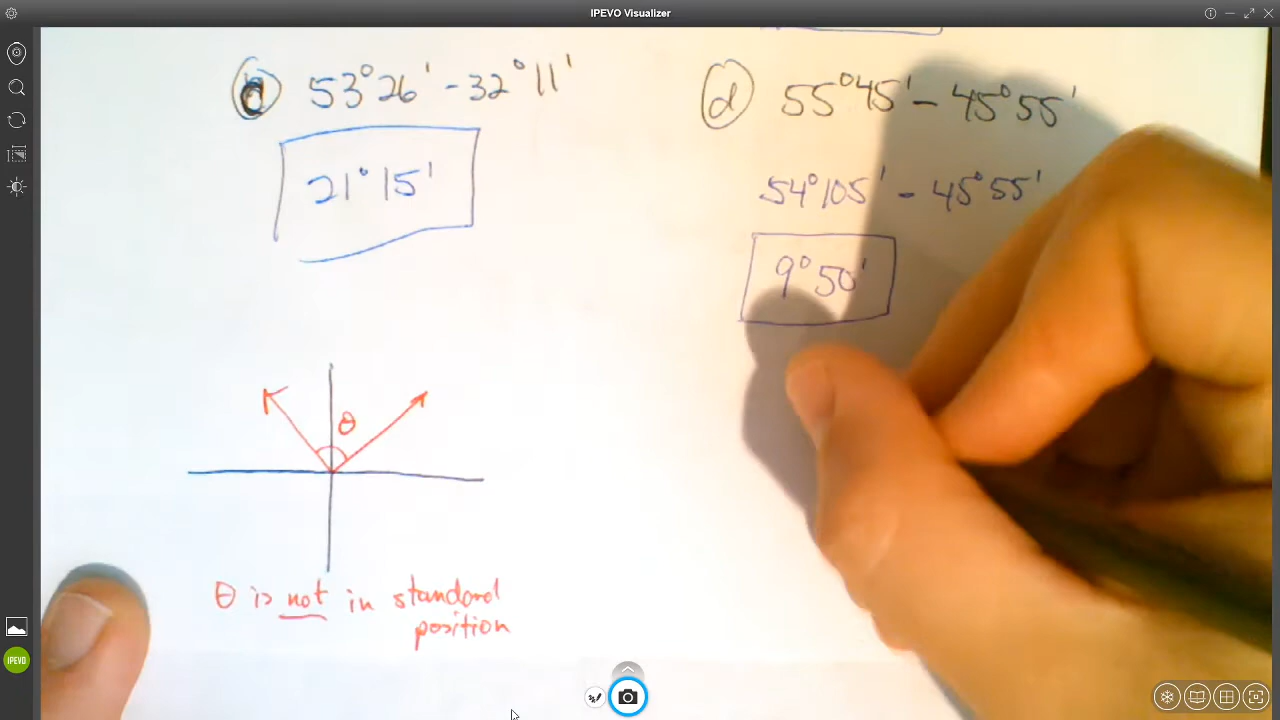 IPEVO Visualizer
c 53°26' - 32°11'
21°15'
d 55°45' - 45°55'
54°105' - 45°55'
9°50'
θ
θ is not in standard
position
IPEVO